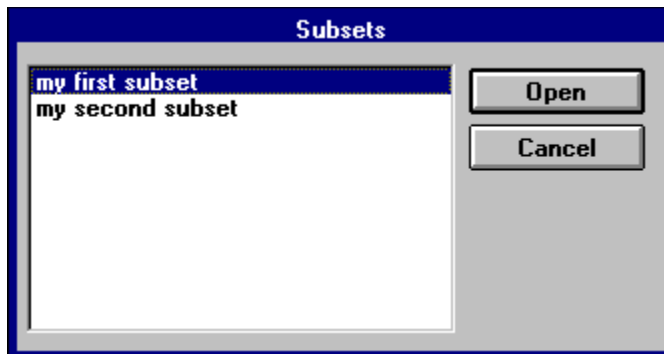 Subsets
my first subset
my second subset
Open
Cancel